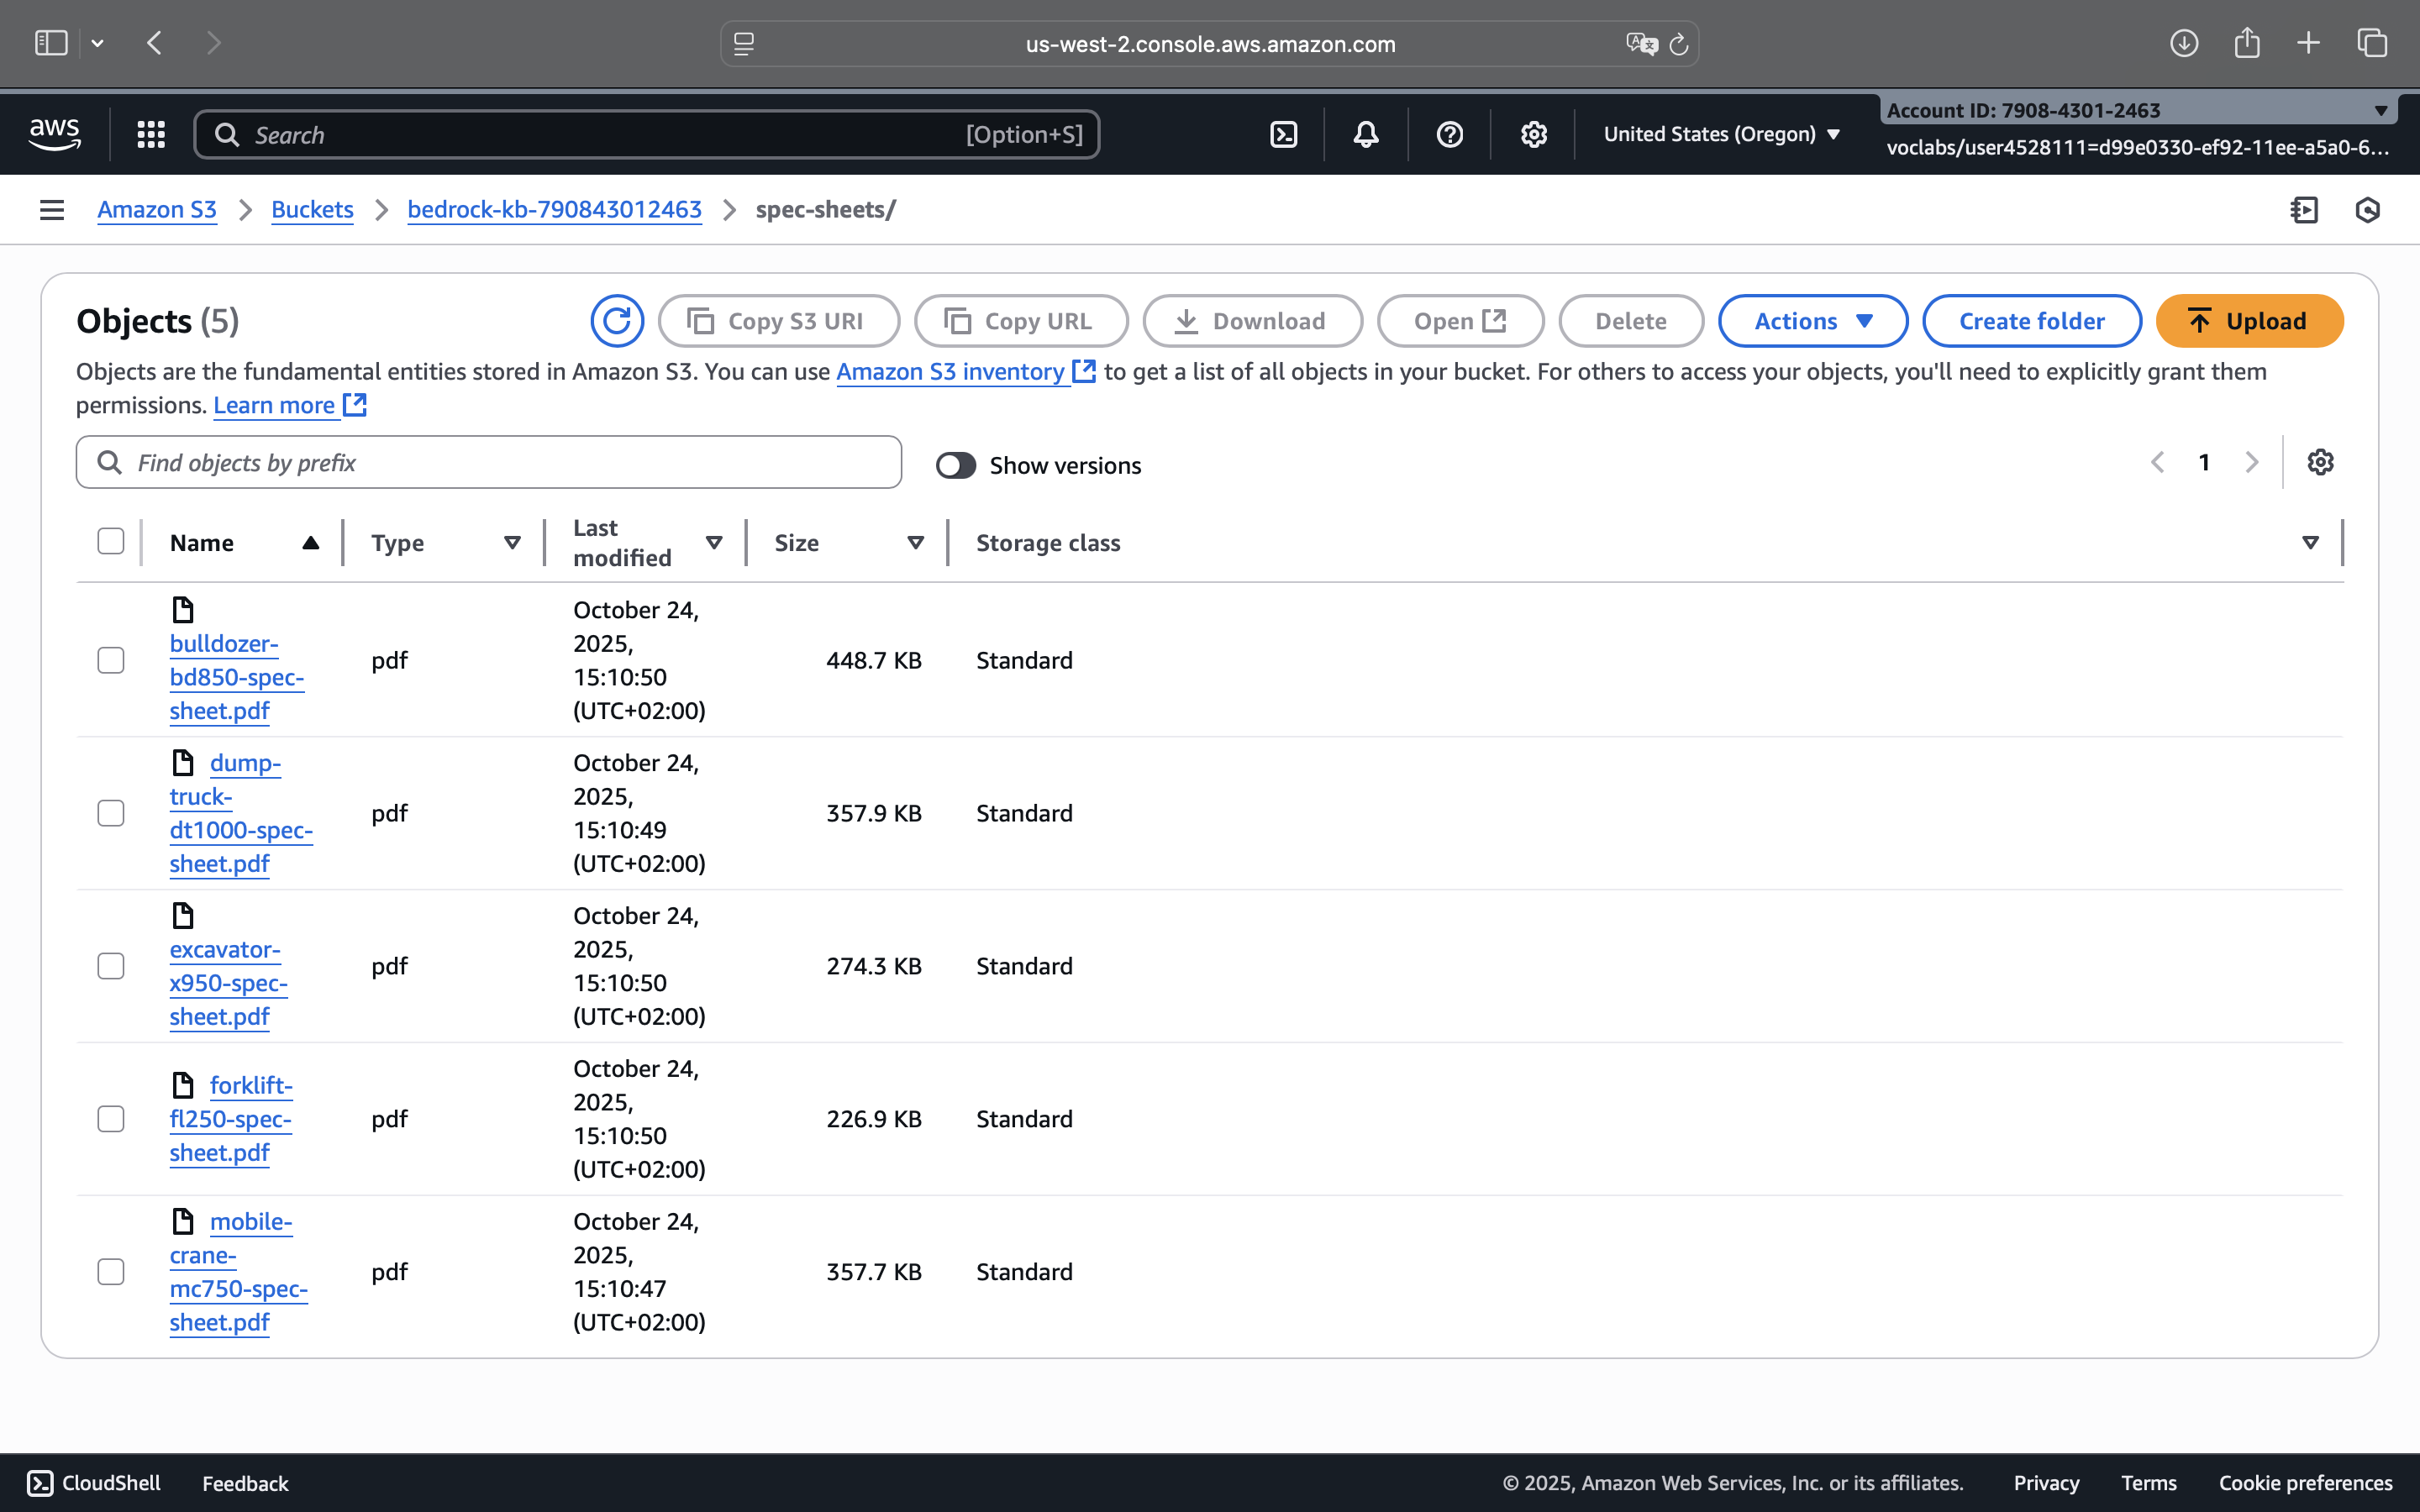 us-west-2.console.aws.amazon.com
aws
Search
[Option+S]
United States (Oregon)
Account ID: 7908-4301-2463
voclabs/user4528111=d99e0330-ef92-11ee-a5a0-6...
Amazon S3
Buckets
bedrock-kb-790843012463
spec-sheets/
Objects (5)
Copy S3 URI
Copy URL
Download
Open
Delete
Actions
Create folder
Upload
Objects are the fundamental entities stored in Amazon S3. You can use Amazon S3 inventory to get a list of all objects in your bucket. For others to access your objects, you'll need to explicitly grant them
permissions. Learn more
Find objects by prefix
Show versions
1
Name
Type
Last
modified
Size
Storage class
bulldozer-
bd850-spec-
sheet.pdf
pdf
October 24,
2025,
15:10:50
(UTC+02:00)
448.7 KB
Standard
dump-
truck-
dt1000-spec-
sheet.pdf
pdf
October 24,
2025,
15:10:49
(UTC+02:00)
357.9 KB
Standard
excavator-
x950-spec-
sheet.pdf
pdf
October 24,
2025,
15:10:50
(UTC+02:00)
274.3 KB
Standard
forklift-
fl250-spec-
sheet.pdf
pdf
October 24,
2025,
15:10:50
(UTC+02:00)
226.9 KB
Standard
mobile-
crane-
mc750-spec-
sheet.pdf
pdf
October 24,
2025,
15:10:47
(UTC+02:00)
357.7 KB
Standard
CloudShell
Feedback
© 2025, Amazon Web Services, Inc. or its affiliates.
Privacy
Terms
Cookie preferences